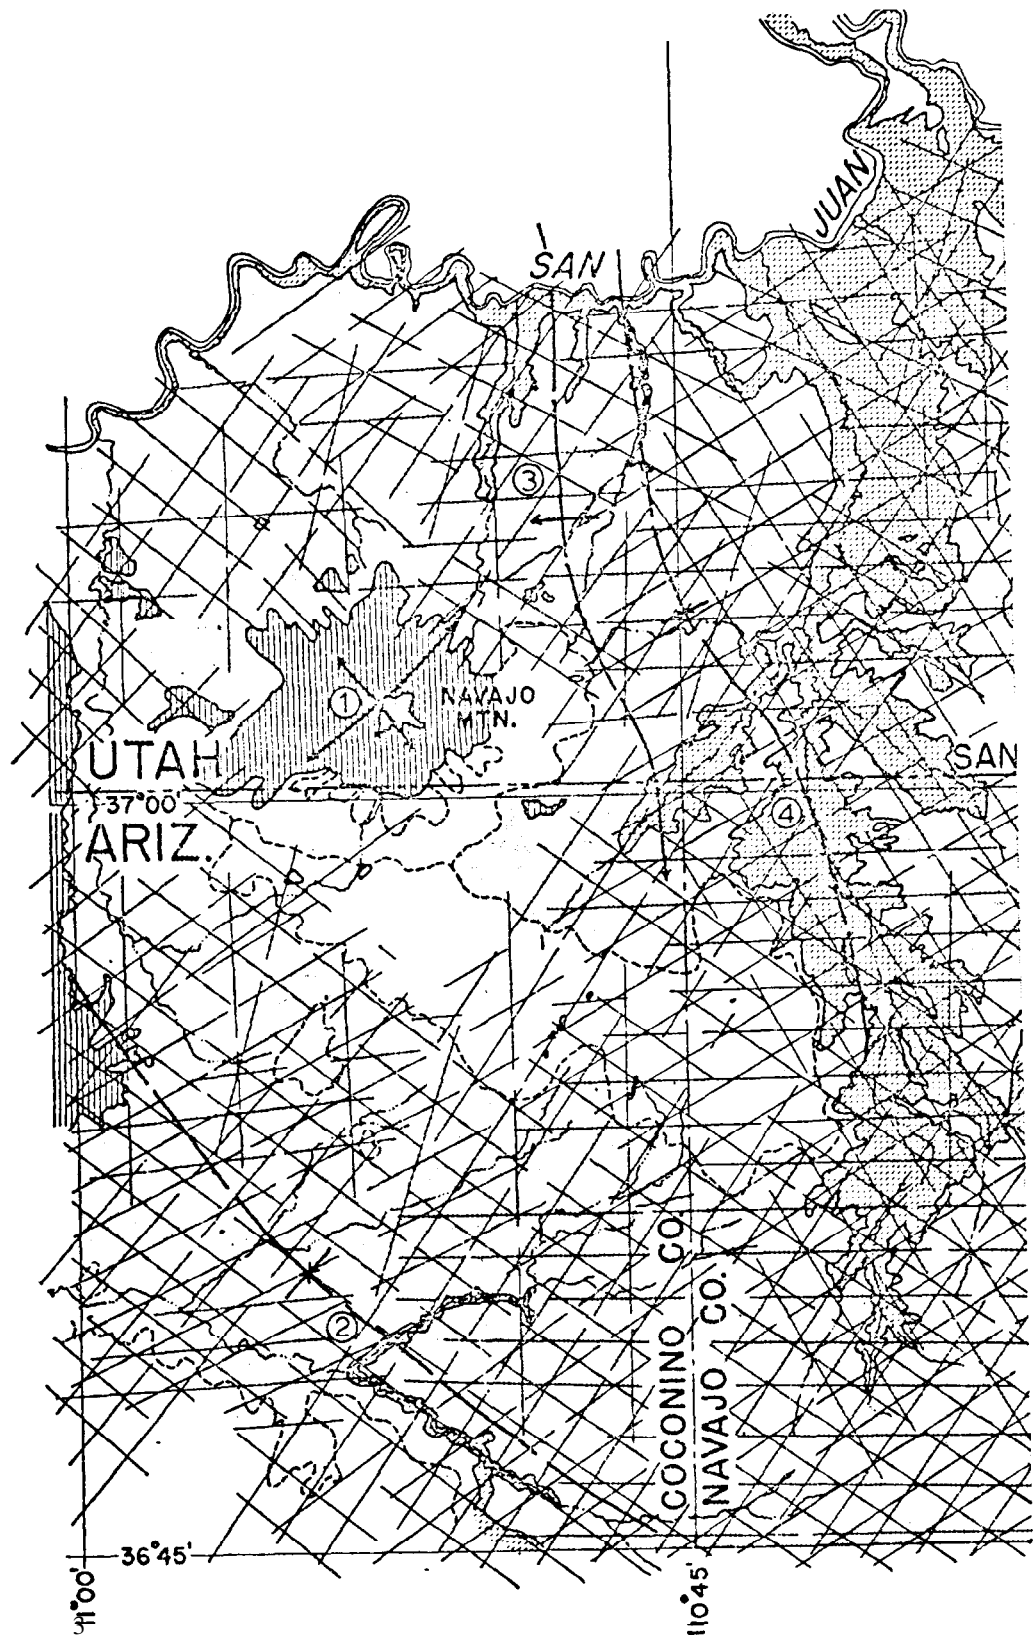 JUAN
SAN
③
①
NAVAJO
MTN.
UTAH
37°00'
ARIZ.
SAN
④
②
COCONINO CO.
NAVAJO CO.
36°45'
111°00'
110°45'